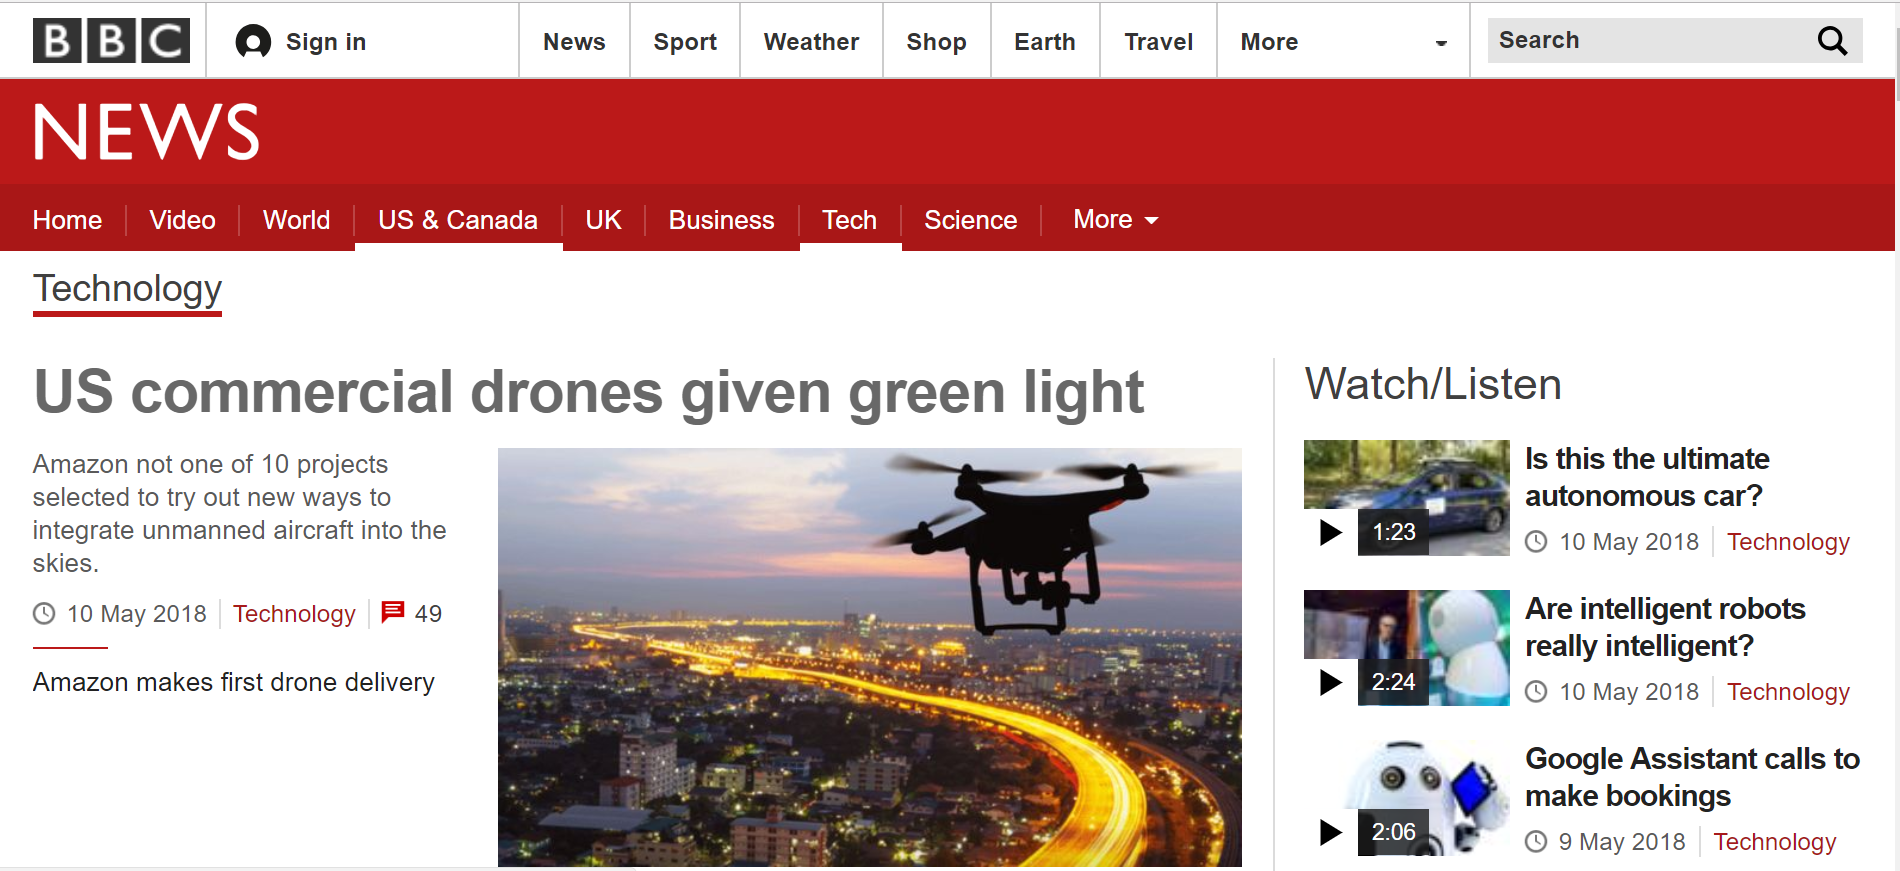 BBC
Sign in
News
Sport
Weather
Shop
Earth
Travel
More
Search
NEWS
Home
Video
World
US & Canada
UK
Business
Tech
Science
More
Technology
US commercial drones given green light
Amazon not one of 10 projects
selected to try out new ways to
integrate unmanned aircraft into the
skies.
10 May 2018
Technology
49
Amazon makes first drone delivery
Watch/Listen
1:23
Is this the ultimate
autonomous car?
10 May 2018
Technology
2:24
Are intelligent robots
really intelligent?
10 May 2018
Technology
2:06
Google Assistant calls to
make bookings
9 May 2018
Technology